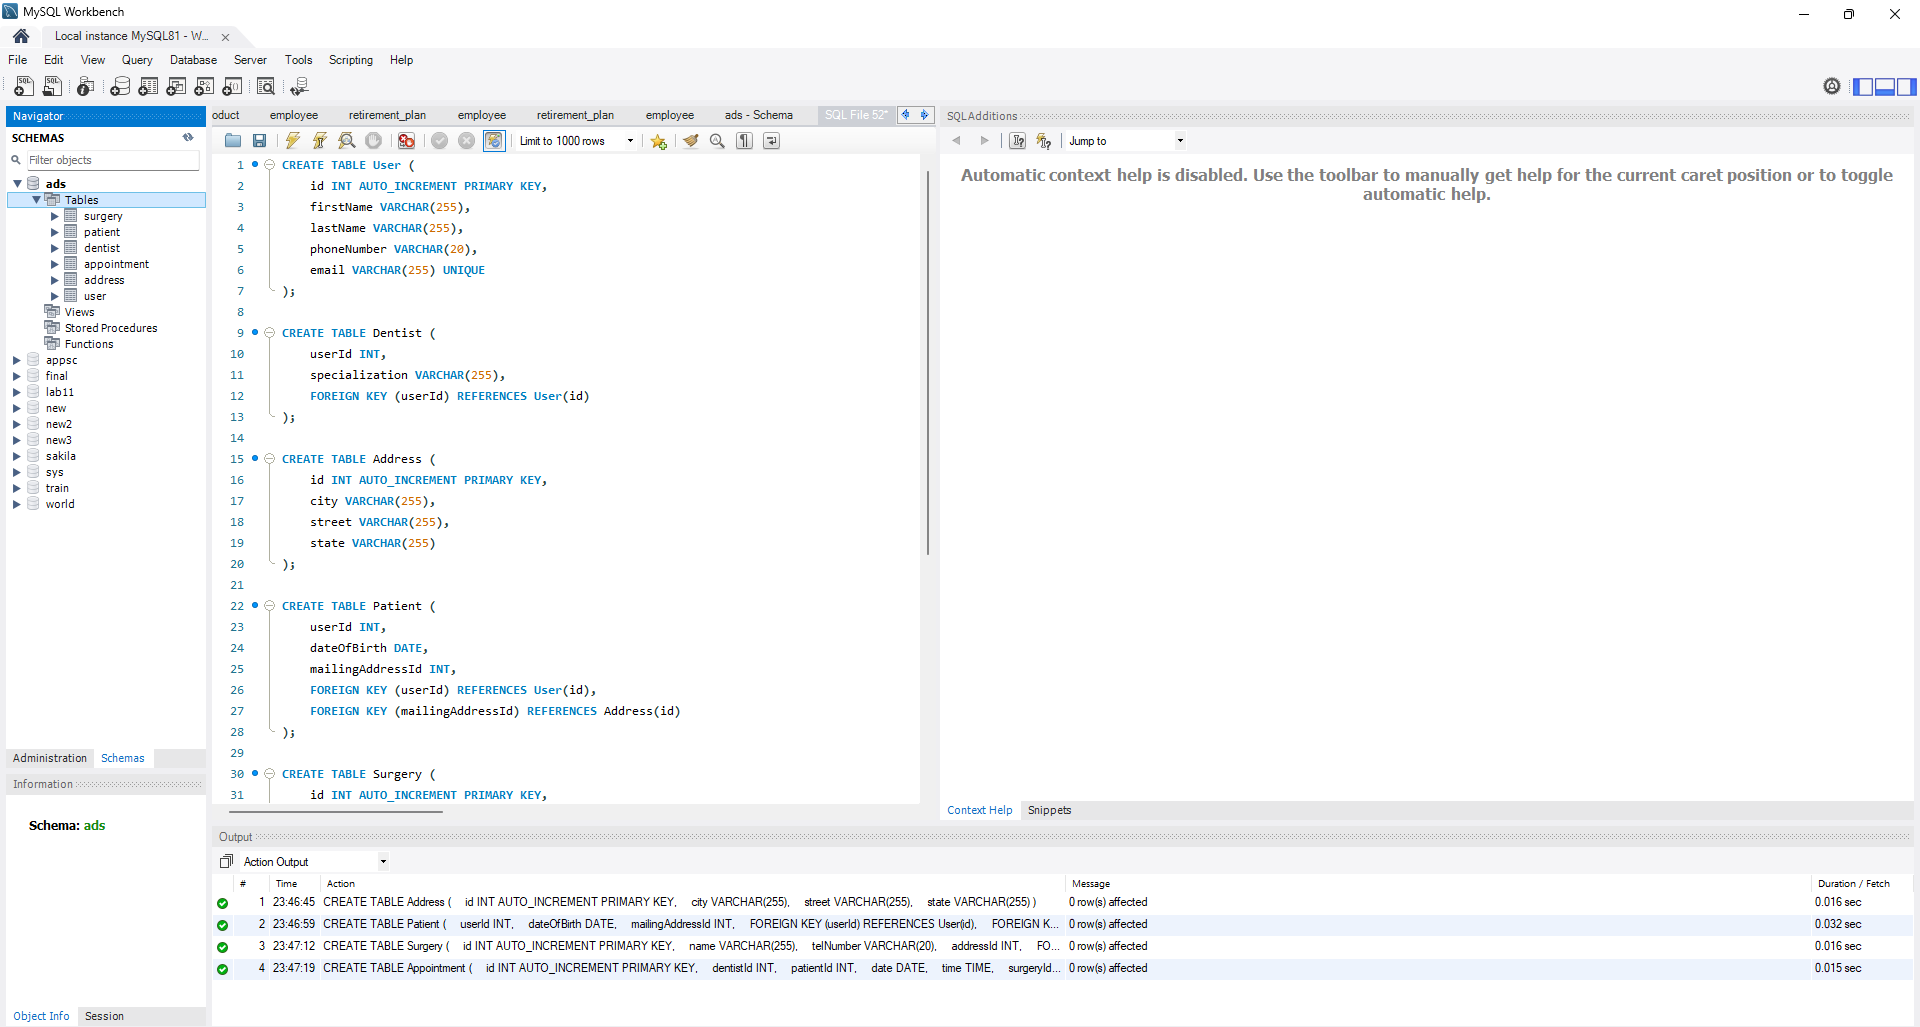 MySQL Workbench
Local instance MySQL81 - W...
File Edit View Query Database Server Tools Scripting Help
Navigator
SCHEMAS
Filter objects
ads
Tables
surgery
patient
dentist
appointment
address
user
Views
Stored Procedures
Functions
appsc
final
lab11
new
new2
new3
sakila
sys
train
world
Administration Schemas
Information
Schema: ads
Object Info Session
oduct employee retirement_plan employee retirement_plan employee ads - Schema SQL File 52*
Limit to 1000 rows
1 CREATE TABLE User (
2 id INT AUTO_INCREMENT PRIMARY KEY,
3 firstName VARCHAR(255),
4 lastName VARCHAR(255),
5 phoneNumber VARCHAR(20),
6 email VARCHAR(255) UNIQUE
7 );
8
9 CREATE TABLE Dentist (
10 userId INT,
11 specialization VARCHAR(255),
12 FOREIGN KEY (userId) REFERENCES User(id)
13 );
14
15 CREATE TABLE Address (
16 id INT AUTO_INCREMENT PRIMARY KEY,
17 city VARCHAR(255),
18 street VARCHAR(255),
19 state VARCHAR(255)
20 );
21
22 CREATE TABLE Patient (
23 userId INT,
24 dateOfBirth DATE,
25 mailingAddressId INT,
26 FOREIGN KEY (userId) REFERENCES User(id),
27 FOREIGN KEY (mailingAddressId) REFERENCES Address(id)
28 );
29
30 CREATE TABLE Surgery (
31 id INT AUTO_INCREMENT PRIMARY KEY,
SQLAdditions
Jump to
Automatic context help is disabled. Use the toolbar to manually get help for the current caret position or to toggle
automatic help.
Context Help Snippets
Output
Action Output
# Time Action Message Duration / Fetch
1 23:46:45 CREATE TABLE Address ( id INT AUTO_INCREMENT PRIMARY KEY, city VARCHAR(255), street VARCHAR(255), state VARCHAR(255) ) 0 row(s) affected 0.016 sec
2 23:46:59 CREATE TABLE Patient ( userId INT, dateOfBirth DATE, mailingAddressId INT, FOREIGN KEY (userId) REFERENCES User(id), FOREIGN K... 0 row(s) affected 0.032 sec
3 23:47:12 CREATE TABLE Surgery ( id INT AUTO_INCREMENT PRIMARY KEY, name VARCHAR(255), telNumber VARCHAR(20), addressId INT, FO... 0 row(s) affected 0.016 sec
4 23:47:19 CREATE TABLE Appointment ( id INT AUTO_INCREMENT PRIMARY KEY, dentistId INT, patientId INT, date DATE, time TIME, surgeryId... 0 row(s) affected 0.015 sec